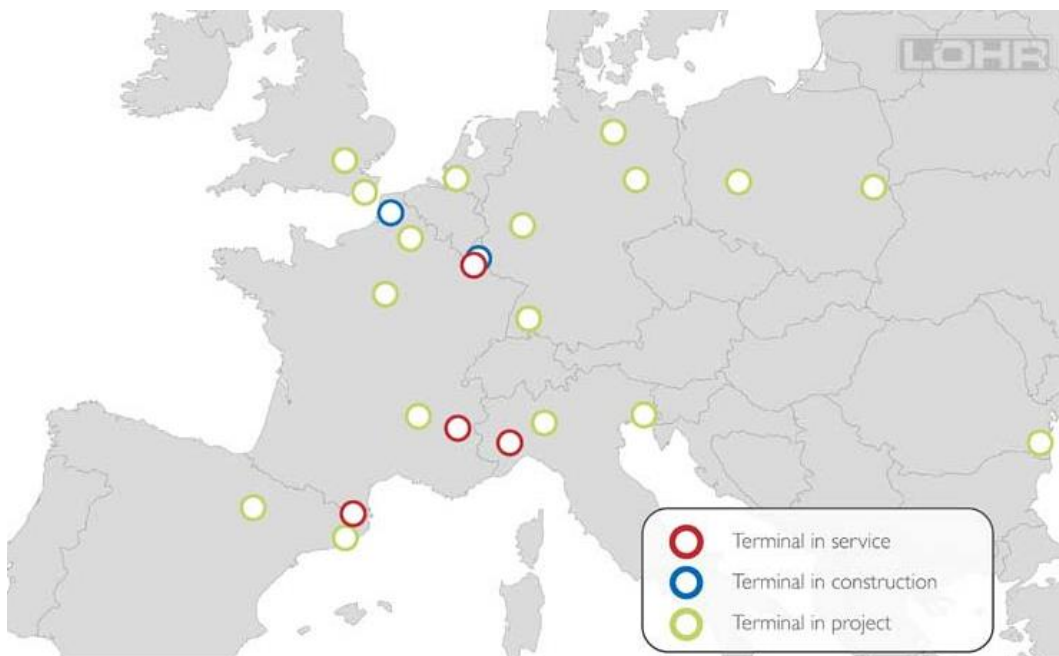 LOHR
Terminal in service
Terminal in construction
Terminal in project